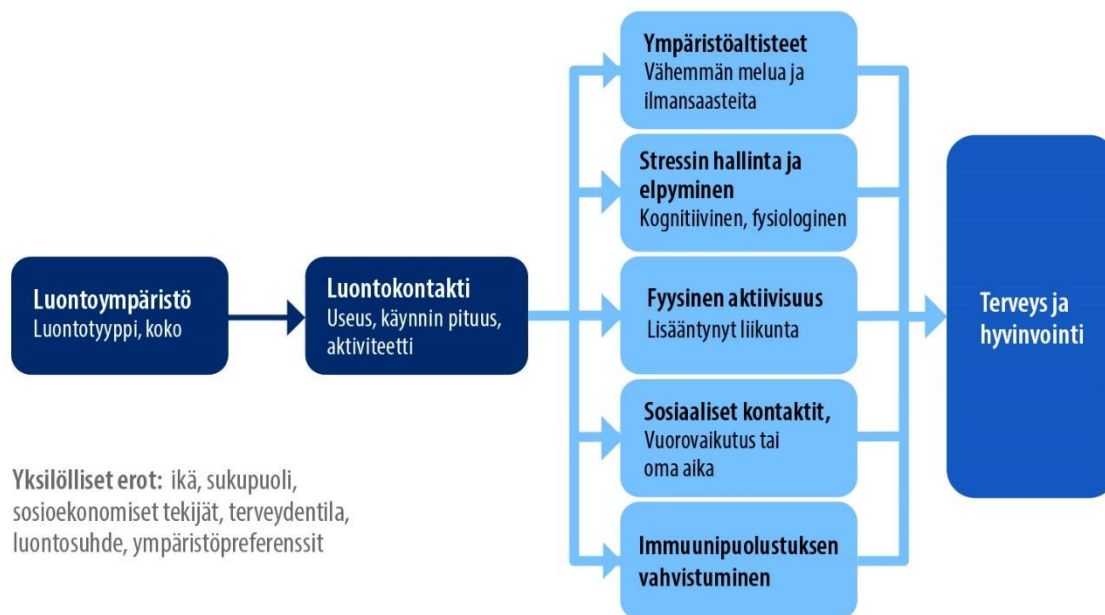 Luontoympäristö
Luontotyyppi, koko
Luontokontakti
Useus, käynnin pituus,
aktiviteetti
Ympäristöaltisteet
Vähemmän melua ja
ilmansaasteita
Stressin hallinta ja
elpyminen
Kognitiivinen, fysiologinen
Fyysinen aktiivisuus
Lisääntynyt liikunta
Sosiaaliset kontaktit,
Vuorovaikutus tai
oma aika
Immuunipuolustuksen
vahvistuminen
Terveys ja
hyvinvointi
Yksilölliset erot: ikä, sukupuoli,
sosioekonomiset tekijät, terveydentila,
luontosuhde, ympäristöpreferenssit